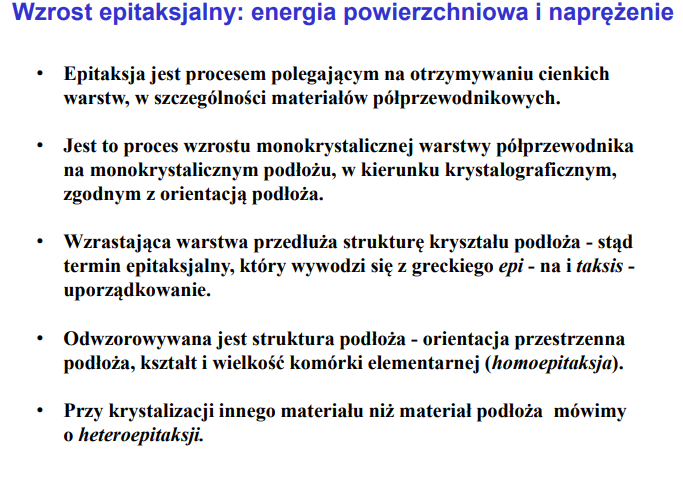 Wzrost epitaksjalny: energia powierzchniowa i naprężenie
• Epitaksja jest procesem polegającym na otrzymywaniu cienkich
warstw, w szczególności materiałów półprzewodnikowych.
• Jest to proces wzrostu monokrystalicznej warstwy półprzewodnika
na monokrystalicznym podłożu, w kierunku krystalograficznym,
zgodnym z orientacją podłoża.
• Wzrastająca warstwa przedłuża strukturę kryształu podłoża - stąd
termin epitaksjalny, który wywodzi się z greckiego epi - na i taksis -
uporządkowanie.
• Odwzorowywana jest struktura podłoża - orientacja przestrzenna
podłoża, kształt i wielkość komórki elementarnej (homoepitaksja).
• Przy krystalizacji innego materiału niż materiał podłoża mówimy
o heteroepitaksji.